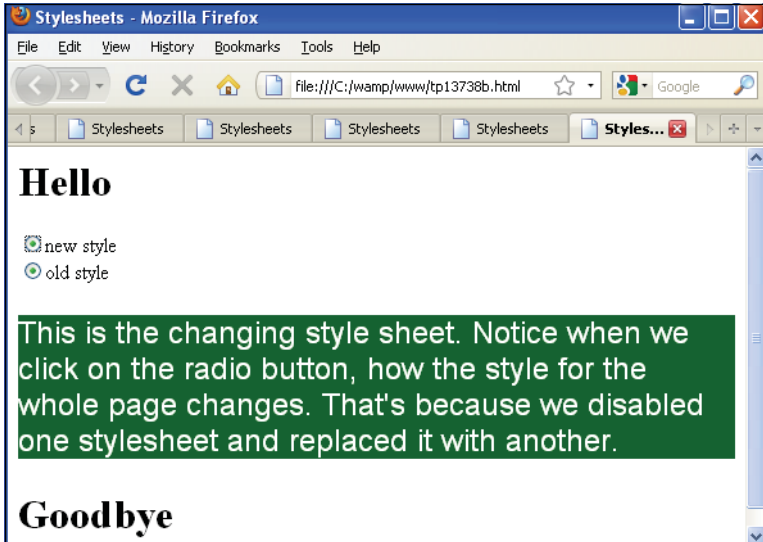 Stylesheets - Mozilla Firefox
File Edit View History Bookmarks Tools Help
file:///C:/wamp/www/tp13738b.html Google
s Stylesheets Stylesheets Stylesheets Stylesheets Styles...
Hello
new style
old style
This is the changing style sheet. Notice when we
click on the radio button, how the style for the
whole page changes. That's because we disabled
one stylesheet and replaced it with another.
Goodbye